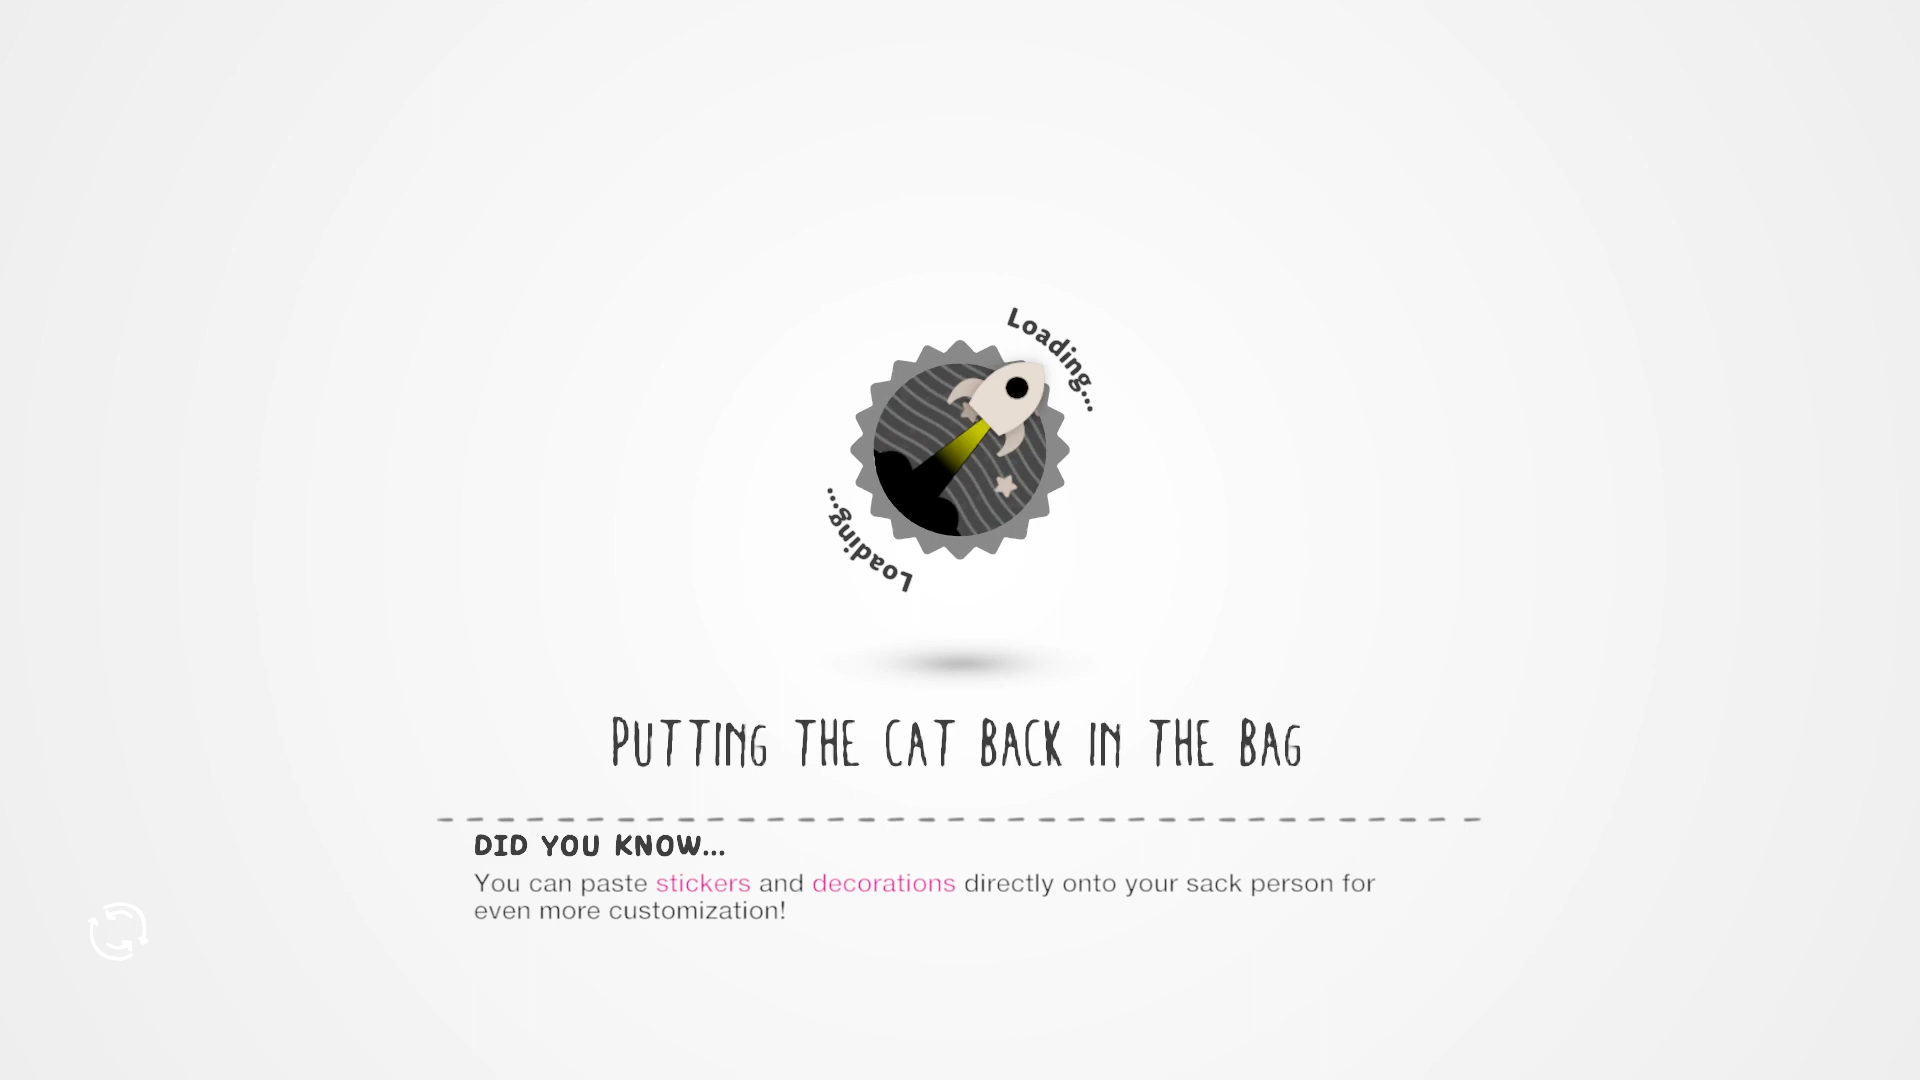 Loading...
Loading...
PUTTING THE CAT BACK IN THE BAG
DID YOU KNOW...
You can paste stickers and decorations directly onto your sack person for
even more customization!